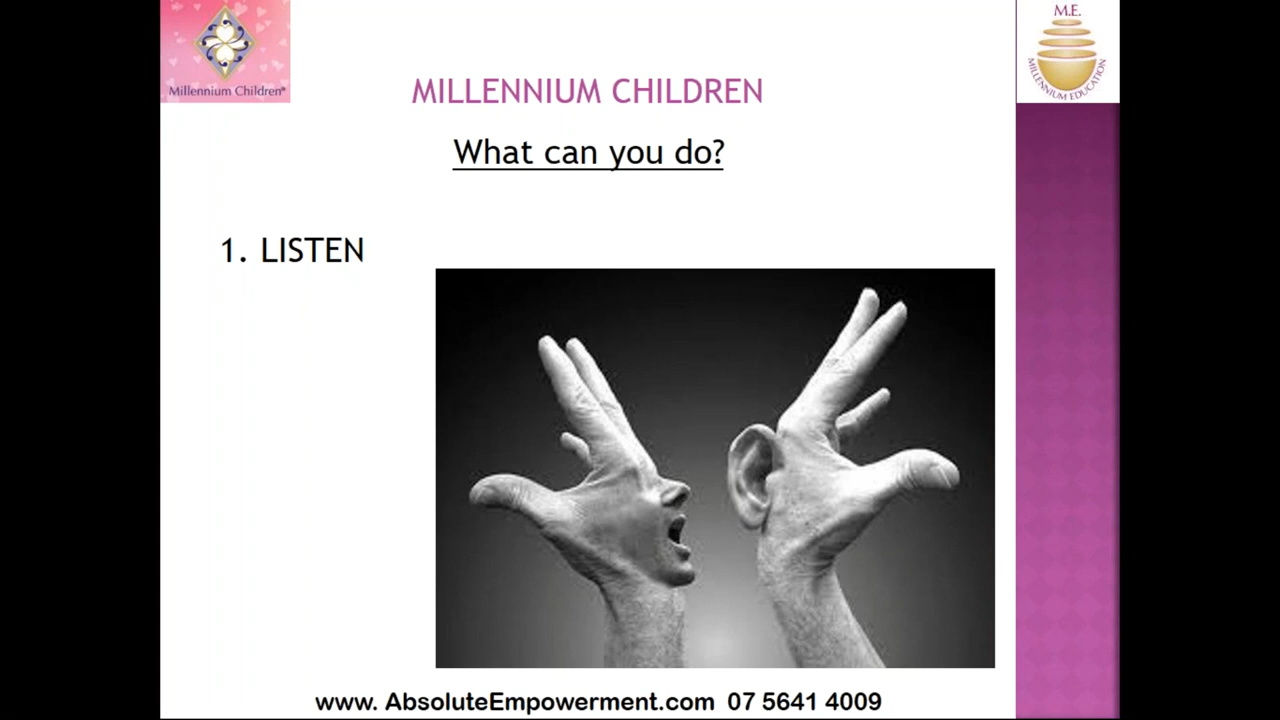 Millennium Children®
M.E.
MILLENNIUM EDUCATION
MILLENNIUM CHILDREN
What can you do?
1. LISTEN
www. AbsoluteEmpowerment.com 07 5641 4009